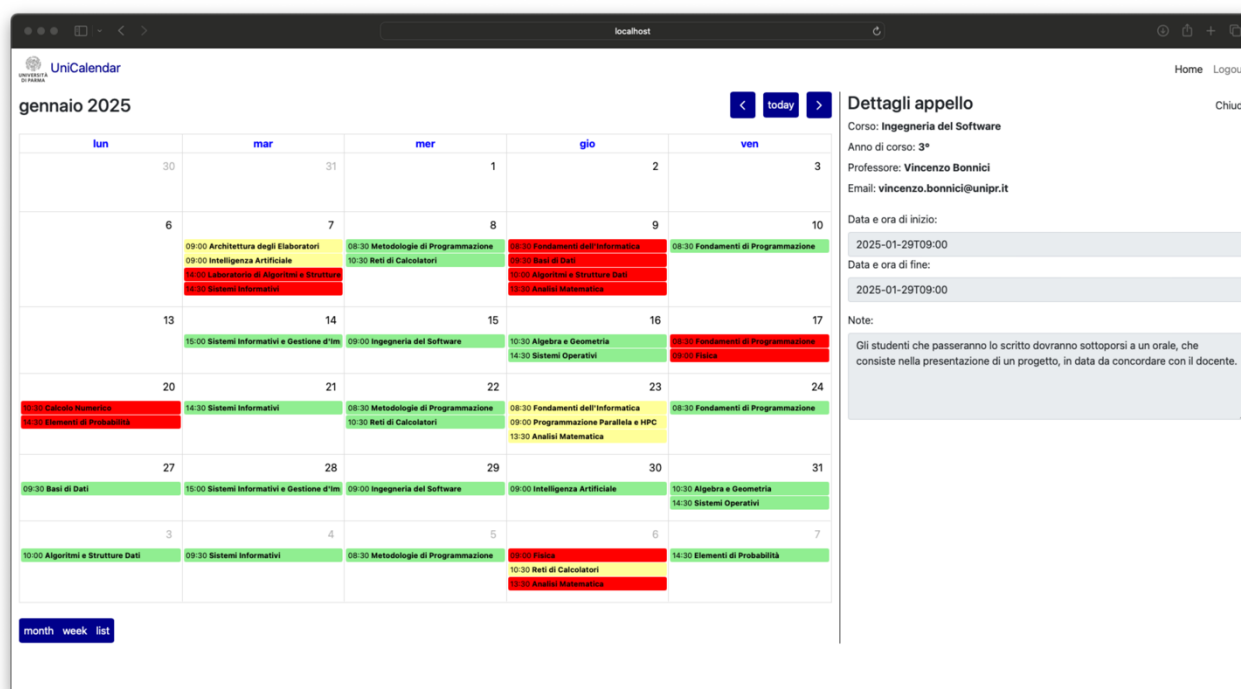 localhost
UNIVERSITÀ
DI PARMA
UniCalendar
Home Logou
gennaio 2025
today
lun mar mer gio ven
30 31 1 2 3
6 7 8 9 10
09:00 Architettura degli Elaboratori
09:00 Intelligenza Artificiale
14:00 Laboratorio di Algoritmi e Strutture
14:30 Sistemi Informativi
08:30 Metodologie di Programmazione
10:30 Reti di Calcolatori
08:30 Fondamenti dell'Informatica
09:30 Basi di Dati
10:00 Algoritmi e Strutture Dati
13:30 Analisi Matematica
08:30 Fondamenti di Programmazione
13 14 15 16 17
15:00 Sistemi Informativi e Gestione d'Im
09:00 Ingegneria del Software
10:30 Algebra e Geometria
14:30 Sistemi Operativi
08:30 Fondamenti di Programmazione
09:00 Fisica
20 21 22 23 24
10:30 Calcolo Numerico
14:30 Elementi di Probabilità
14:30 Sistemi Informativi
08:30 Metodologie di Programmazione
10:30 Reti di Calcolatori
08:30 Fondamenti dell'Informatica
09:00 Programmazione Parallela e HPC
13:30 Analisi Matematica
08:30 Fondamenti di Programmazione
27 28 29 30 31
09:30 Basi di Dati
15:00 Sistemi Informativi e Gestione d'Im
09:00 Ingegneria del Software
09:00 Intelligenza Artificiale
10:30 Algebra e Geometria
14:30 Sistemi Operativi
3 4 5 6 7
10:00 Algoritmi e Strutture Dati
09:30 Sistemi Informativi
08:30 Metodologie di Programmazione
09:00 Fisica
10:30 Reti di Calcolatori
13:30 Analisi Matematica
14:30 Elementi di Probabilità
month week list
Dettagli appello
Chiud
Corso: Ingegneria del Software
Anno di corso: 3°
Professore: Vincenzo Bonnici
Email: vincenzo.bonnici@unipr.it
Data e ora di inizio:
2025-01-29T09:00
Data e ora di fine:
2025-01-29T09:00
Note:
Gli studenti che passeranno lo scritto dovranno sottoporsi a un orale, che
consiste nella presentazione di un progetto, in data da concordare con il docente.